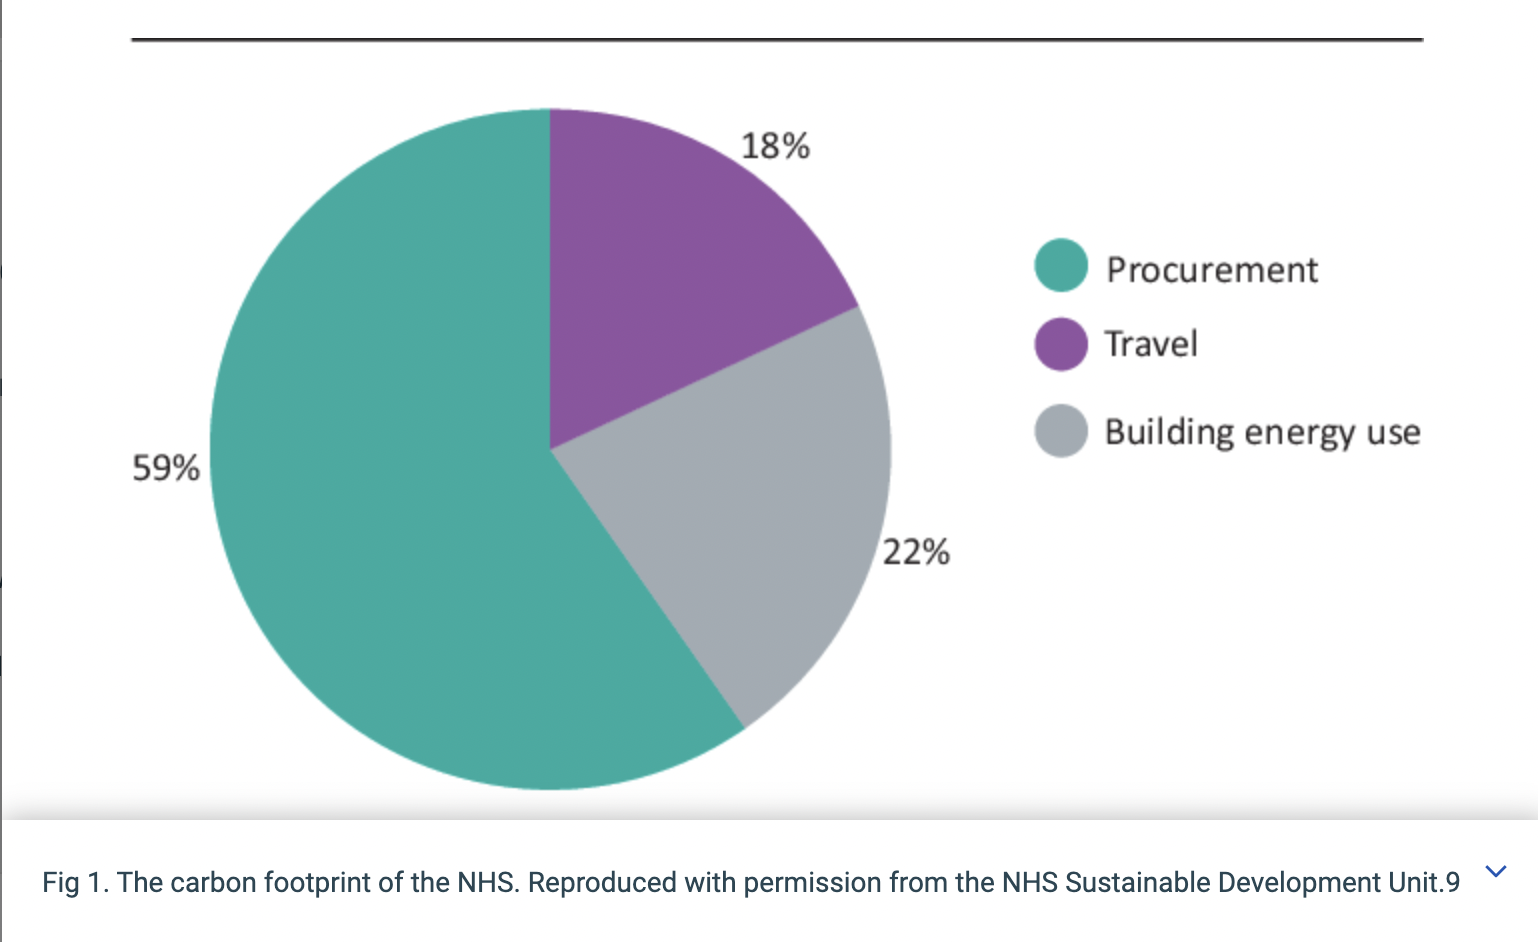 18%
Procurement
Travel
Building energy use
59%
22%
Fig 1. The carbon footprint of the NHS. Reproduced with permission from the NHS Sustainable Development Unit.9